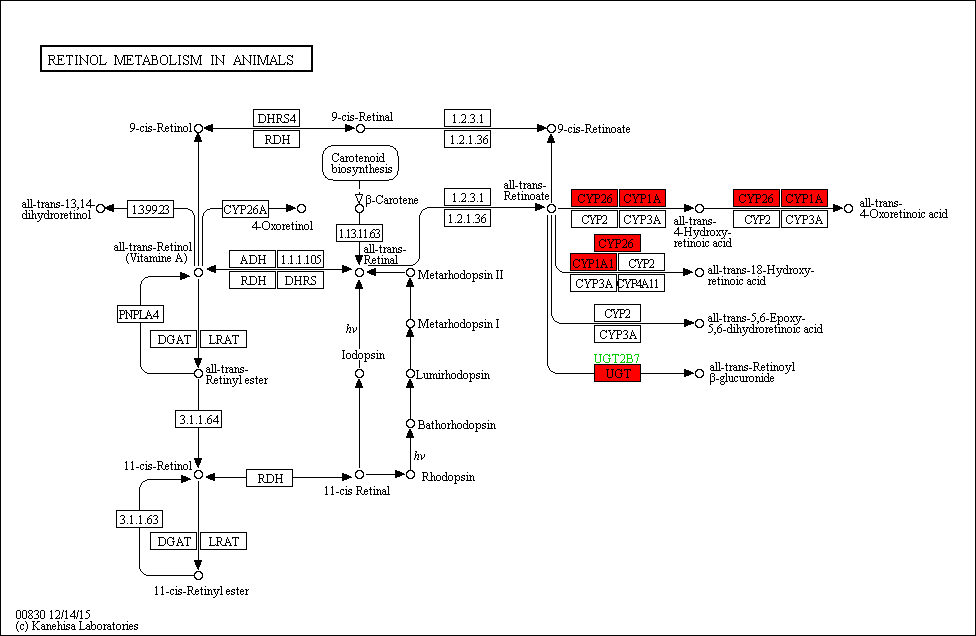 RETINOL METABOLISM IN ANIMALS
DHRS4
9-cis-Retinal
1.2.3.1
9-cis-Retinol
9-cis-Retinoate
RDH
1.2.1.36
Carotenoid
biosynthesis
all-trans-
Retinoate
1.2.3.1
CYP26
CYP1A
CYP26
CYP1A
β-Carotene
all-trans-13,14-
dihydroretinol
1.3.99.23
CYP26A
4-Oxoretinol
1.2.1.36
CYP2
CYP3A
all-trans-
4-Hydroxy-
retinoic acid
CYP2
CYP3A
all-trans-
4-Oxoretinoic acid
1.13.11.63
all-trans-
Retinal
all-trans-Retinol
(Vitamine A)
ADH
1.1.1.105
RDH
DHRS
Metarhodopsin II
CYP26
CYP1A1
CYP2
CYP3A
CYP4A11
all-trans-18-Hydroxy-
retinoic acid
PNPLA4
DGAT
LRAT
hν
Metarhodopsin I
CYP2
CYP3A
all-trans-5,6-Epoxy-
5,6-dihydroretinoic acid
Iodopsin
UGT2B7
UGT
all-trans-Retinoyl
β-glucuronide
all-trans-
Retinyl ester
Lumirhodopsin
3.1.1.64
Bathorhodopsin
hν
11-cis-Retinol
RDH
11-cis Retinal
Rhodopsin
3.1.1.63
DGAT
LRAT
11-cis-Retinyl ester
00830 12/14/15
(c) Kanehisa Laboratories